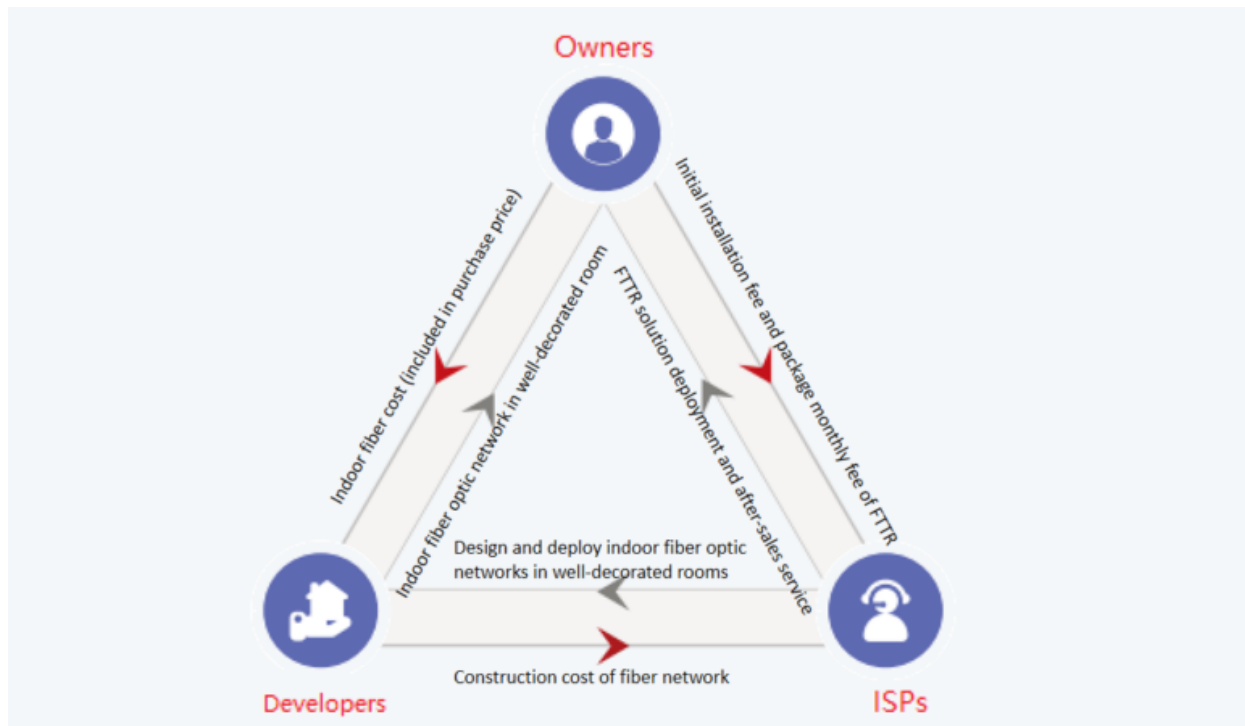 Owners
Indoor fiber cost (included in purchase price)
Indoor fiber optic network in well-decorated room
FTTR solution deployment and after-sales service
Initial installation fee and package monthly fee of FTTR
Design and deploy indoor fiber optic
networks in well-decorated rooms
Construction cost of fiber network
Developers
ISPs